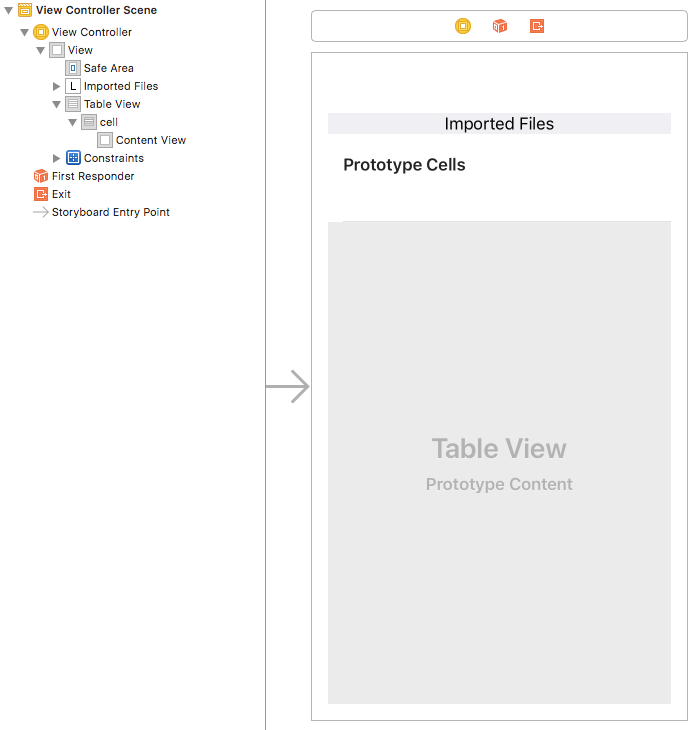 View Controller Scene
View Controller
View
Safe Area
L Imported Files
Table View
cell
Content View
Constraints
First Responder
Exit
Storyboard Entry Point
Imported Files
Prototype Cells
Table View
Prototype Content